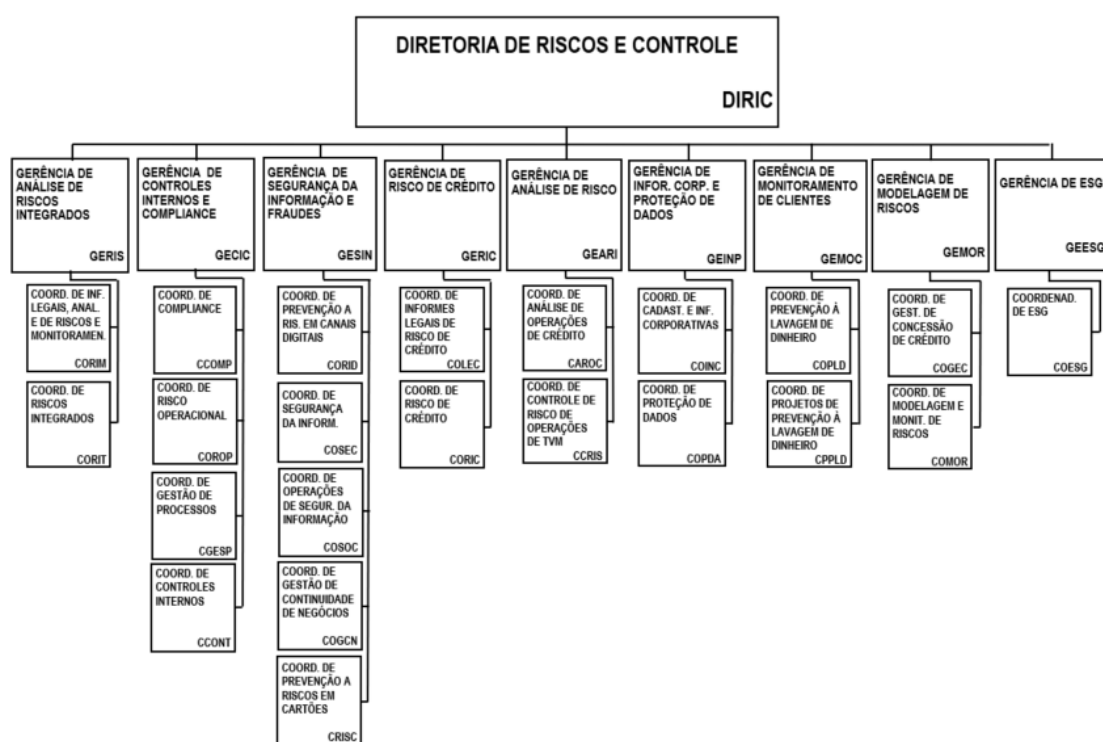 DIRETORIA DE RISCOS E CONTROLE
DIRIC
GERÊNCIA DE
ANÁLISE DE
RISCOS
INTEGRADOS
GERIS
GERÊNCIA DE
CONTROLES
INTERNOS E
COMPLIANCE
GECIC
GERÊNCIA DE
SEGURANÇA DA
INFORMAÇÃO E
FRAUDES
GESIN
GERÊNCIA DE
RISCO DE CRÉDITO
GERIC
GERÊNCIA DE
ANÁLISE DE RISCO
GEARI
GERÊNCIA DE
INFOR. CORP. E
PROTEÇÃO DE
DADOS
GEINP
GERÊNCIA DE
MONITORAMENTO
DE CLIENTES
GEMOC
GERÊNCIA DE
MODELAGEM DE
RISCOS
GEMOR
GERÊNCIA DE ESG
GEESG
COORD. DE INF.
LEGAIS, ANAL.
E DE RISCOS E
MONITORAMEN.
CORIM
COORD. DE
RISCOS
INTEGRADOS
CORIT
COORD. DE
COMPLIANCE
CCOMP
COORD. DE
RISCO
OPERACIONAL
COROP
COORD. DE
GESTÃO DE
PROCESSOS
CGESP
COORD. DE
CONTROLES
INTERNOS
CCONT
COORD. DE
PREVENÇÃO A
RIS. EM CANAIS
DIGITAIS
CORID
COORD. DE
SEGURANÇA
DA INFORM.
COSEC
COORD. DE
OPERAÇÕES
DE SEGUR. DA
INFORMAÇÃO
COSOC
COORD. DE
GESTÃO DE
CONTINUIDADE
DE NEGÓCIOS
COGCN
COORD. DE
PREVENÇÃO A
RISCOS EM
CARTÕES
CRISC
COORD. DE
INFORMES
LEGAIS DE
RISCO DE
CRÉDITO
COLEC
COORD. DE
RISCO DE
CRÉDITO
CORIC
COORD. DE
ANÁLISE DE
OPERAÇÕES
DE CRÉDITO
CAROC
COORD. DE
CONTROLE DE
RISCO DE
OPERAÇÕES
DE TVM
CCRIS
COORD. DE
CADAST. E INF.
CORPORATIVAS
COINC
COORD. DE
PROTEÇÃO DE
DADOS
COPDA
COORD. DE
PREVENÇÃO À
LAVAGEM DE
DINHEIRO
COPLD
COORD. DE
PROJETOS DE
PREVENÇÃO À
LAVAGEM DE
DINHEIRO
CPPLD
COORD. DE
GEST. DE
CONCESSÃO
DE CRÉDITO
COGEC
COORD. DE
MODELAGEM E
MONIT. DE
RISCOS
COMOR
COORDENAD.
DE ESG
COESG